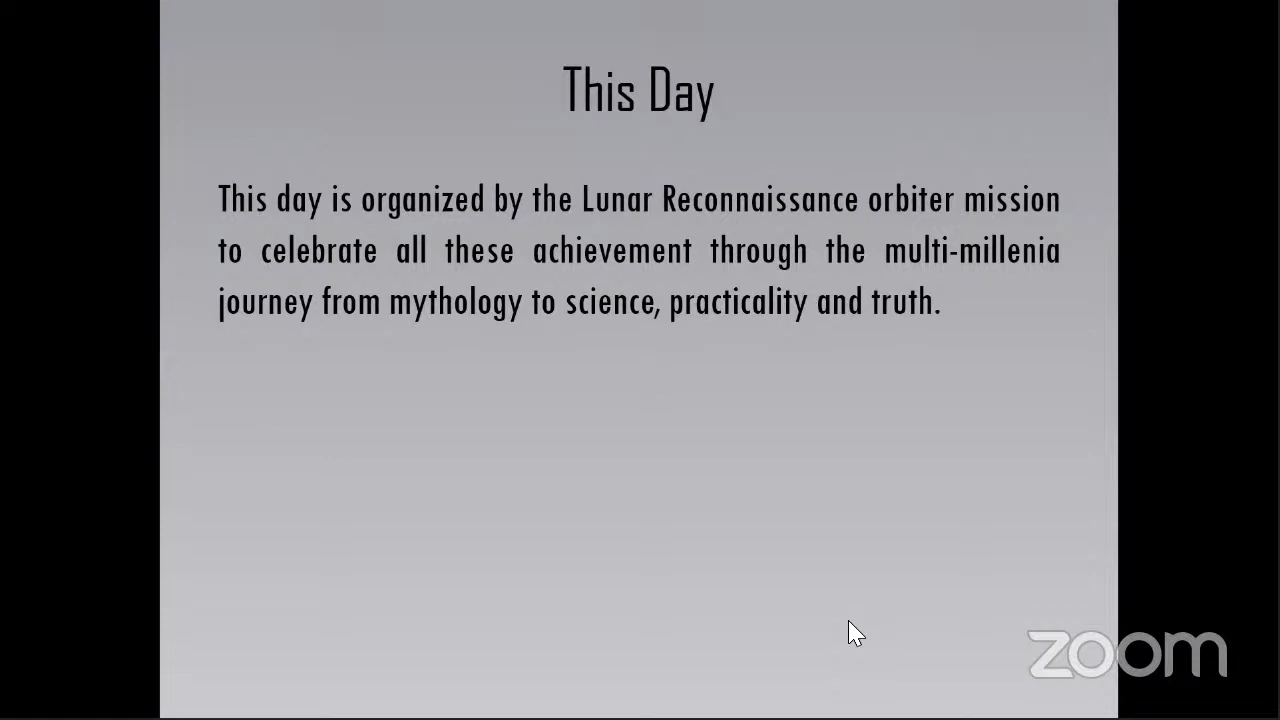 This Day
This day is organized by the Lunar Reconnaissance orbiter mission
to celebrate all these achievement through the multi-millenia
journey from mythology to science, practicality and truth.
zoom